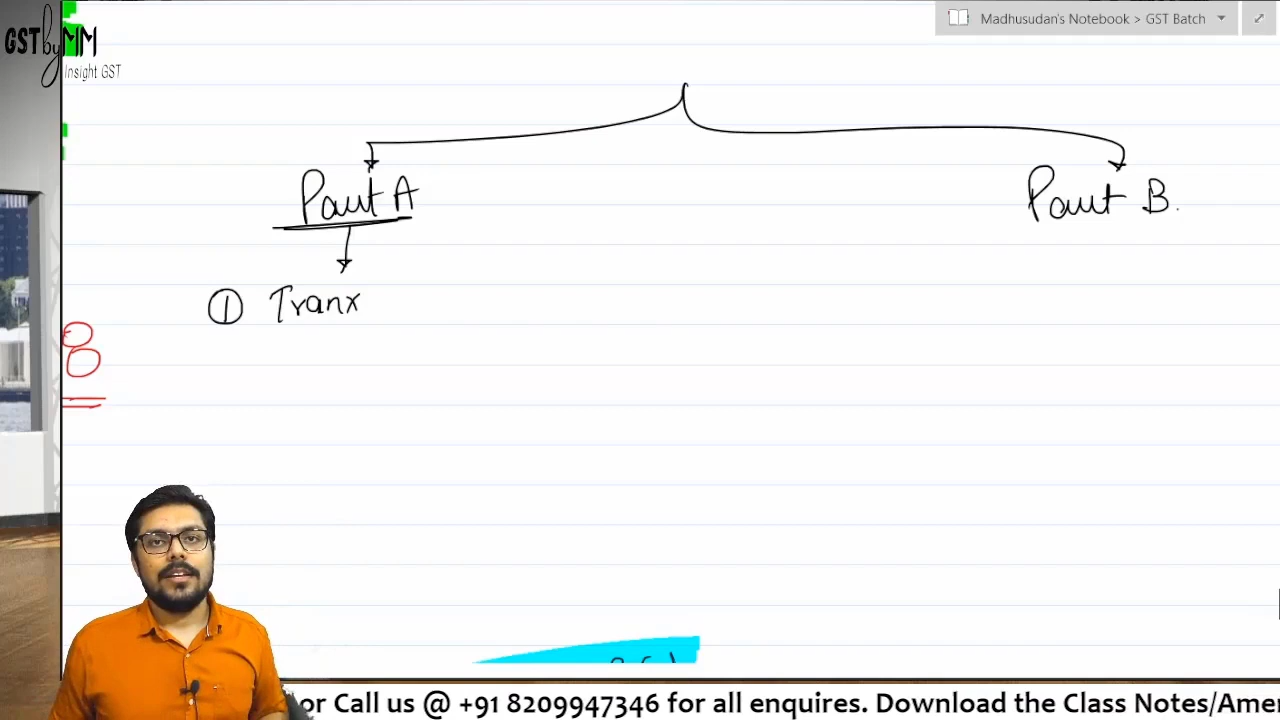 GST by MM
Insight GST
Madhusudan's Notebook > GST Batch
Part A
Part B.
① Tranx
8
or Call us @ +91 8209947346 for all enquires. Download the Class Notes/Amer